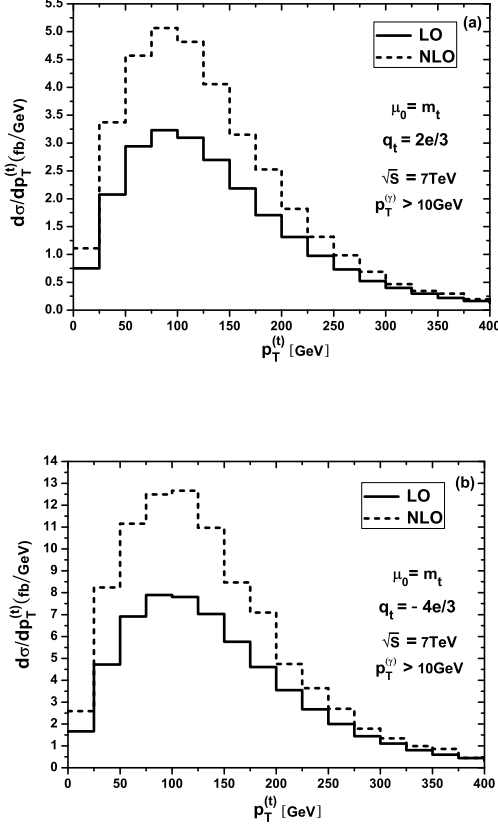 (a)
LO
NLO
μ₀= mₜ
qₜ = 2e/3
√S = 7TeV
p_T^(γ) > 10GeV
dσ/dp_T^(t)(fb/GeV)
5.5
5.0
4.5
4.0
3.5
3.0
2.5
2.0
1.5
1.0
0.5
0.0
0 50 100 150 200 250 300 350 400
p_T^(t) [GeV]
(b)
LO
NLO
μ₀= mₜ
qₜ = - 4e/3
√S = 7TeV
p_T^(γ) > 10GeV
dσ/dp_T^(t)(fb/GeV)
14
13
12
11
10
9
8
7
6
5
4
3
2
1
0
0 50 100 150 200 250 300 350 400
p_T^(t) [GeV]